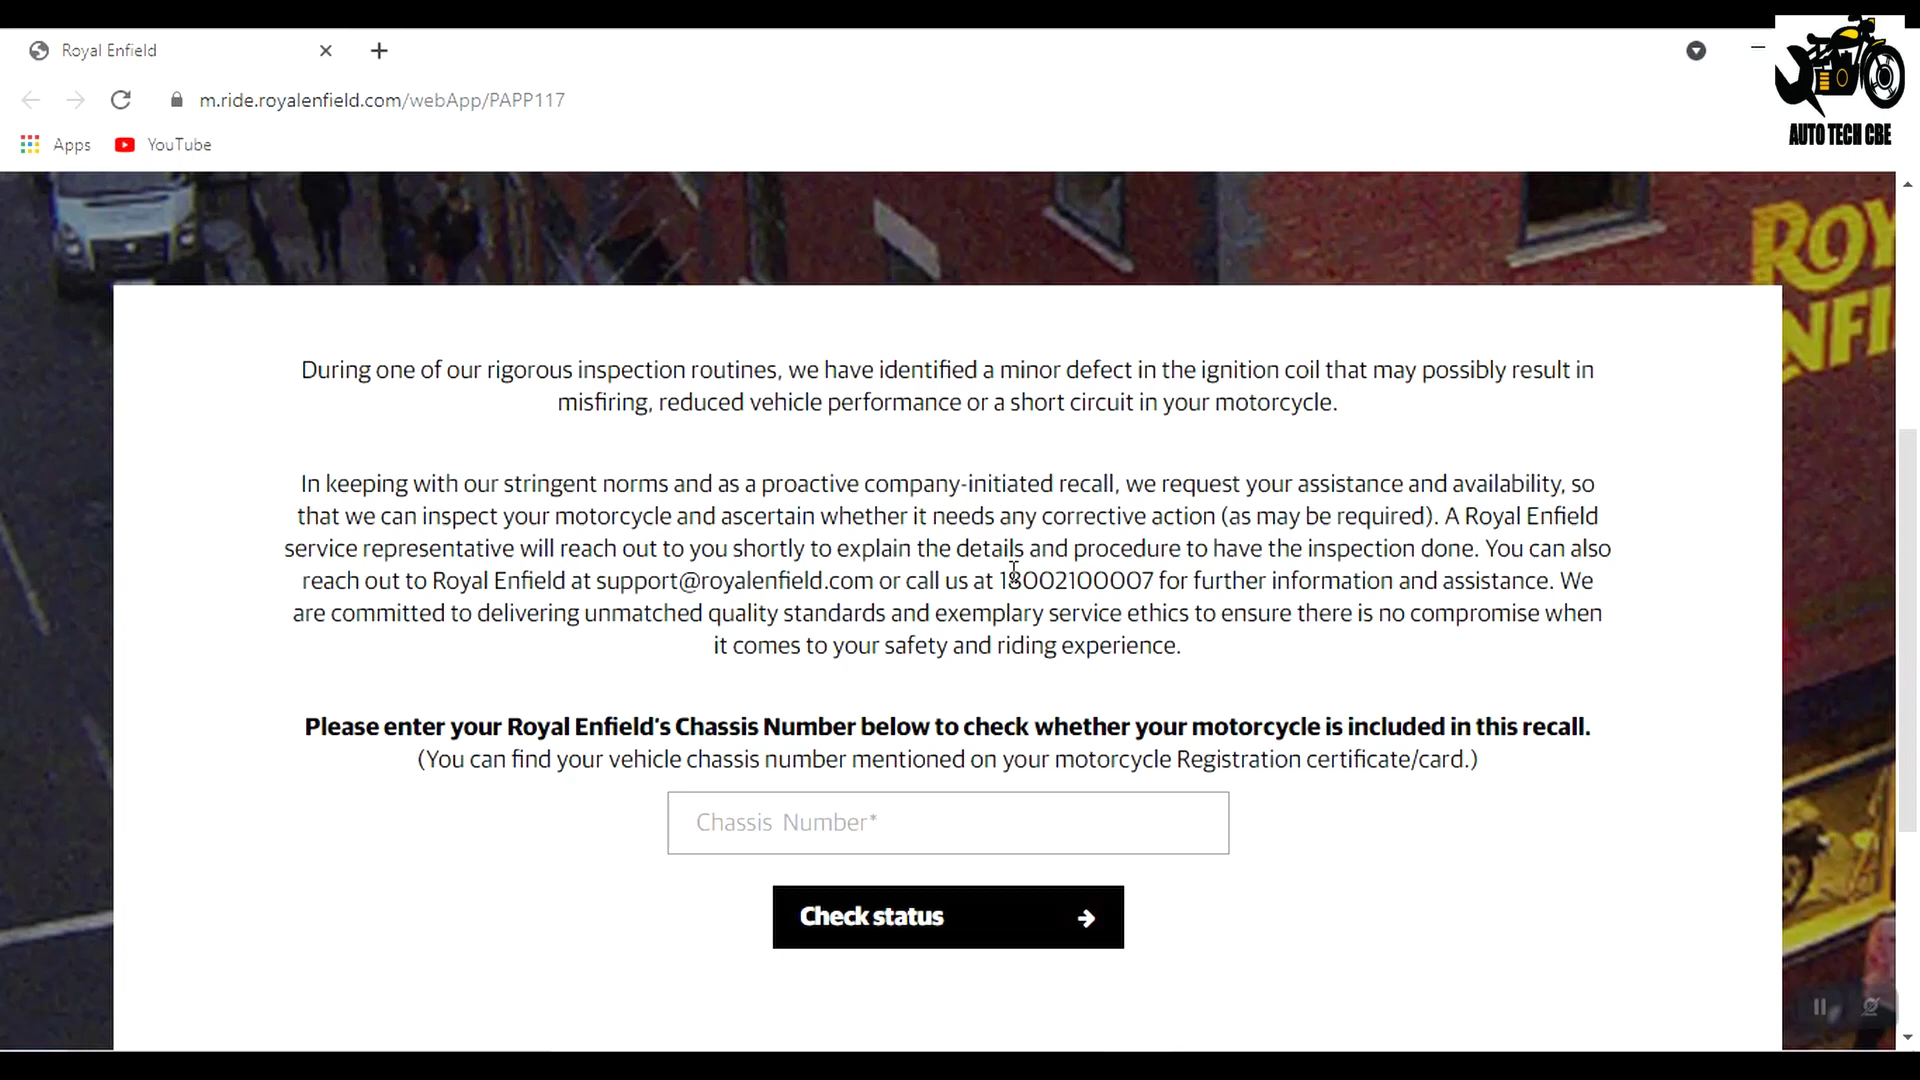 Royal Enfield
m.ride.royalenfield.com/webApp/PAPP117
Apps
YouTube
AUTO TECH CBE
During one of our rigorous inspection routines, we have identified a minor defect in the ignition coil that may possibly result in
misfiring, reduced vehicle performance or a short circuit in your motorcycle.
In keeping with our stringent norms and as a proactive company-initiated recall, we request your assistance and availability, so
that we can inspect your motorcycle and ascertain whether it needs any corrective action (as may be required). A Royal Enfield
service representative will reach out to you shortly to explain the details and procedure to have the inspection done. You can also
reach out to Royal Enfield at support@royalenfield.com or call us at 18002100007 for further information and assistance. We
are committed to delivering unmatched quality standards and exemplary service ethics to ensure there is no compromise when
it comes to your safety and riding experience.
Please enter your Royal Enfield's Chassis Number below to check whether your motorcycle is included in this recall.
(You can find your vehicle chassis number mentioned on your motorcycle Registration certificate/card.)
Chassis Number*
Check status
ROY
NFI